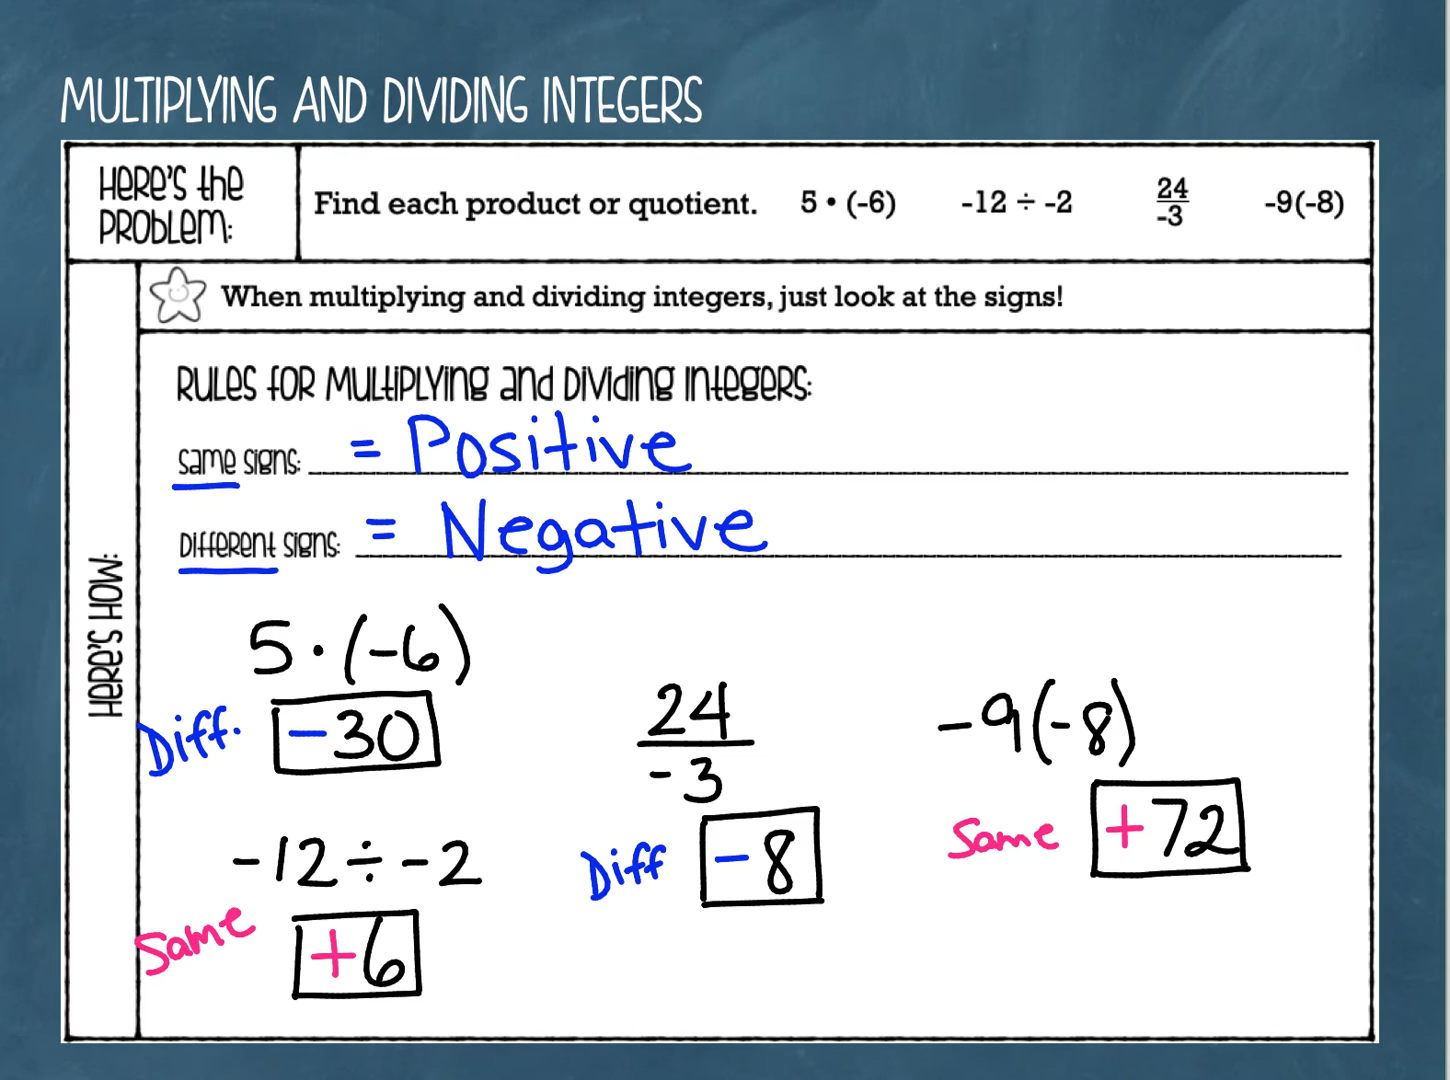 MULTIPLYING AND DIVIDING INTEGERS
HERE'S the PROBLEM:
Find each product or quotient. 5 • (-6) -12 ÷ -2 24/-3 -9(-8)
When multiplying and dividing integers, just look at the signs!
RULES FOR MULTIPLYING and DIVIDING INTEGERS:
SAME SIGNS: = Positive
DIFFERENT SIGNS: = Negative
HERE'S HOW:
5 · (-6)
Diff. -30
-12 ÷ -2
Same +6
24
-3
Diff -8
-9(-8)
Same +72